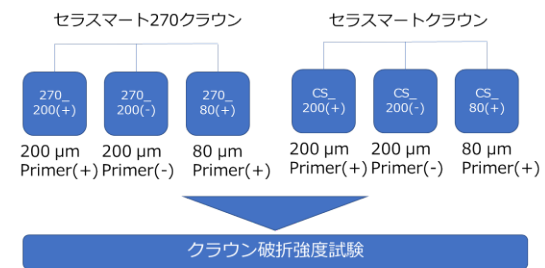 セラスマート270クラウン
セラスマートクラウン
270_
200(+)
270_
200(-)
270_
80(+)
CS_
200(+)
CS_
200(-)
CS_
80(+)
200 μm
Primer(+)
200 μm
Primer(-)
80 μm
Primer(+)
200 μm
Primer(+)
200 μm
Primer(-)
80 μm
Primer(+)
クラウン破折強度試験